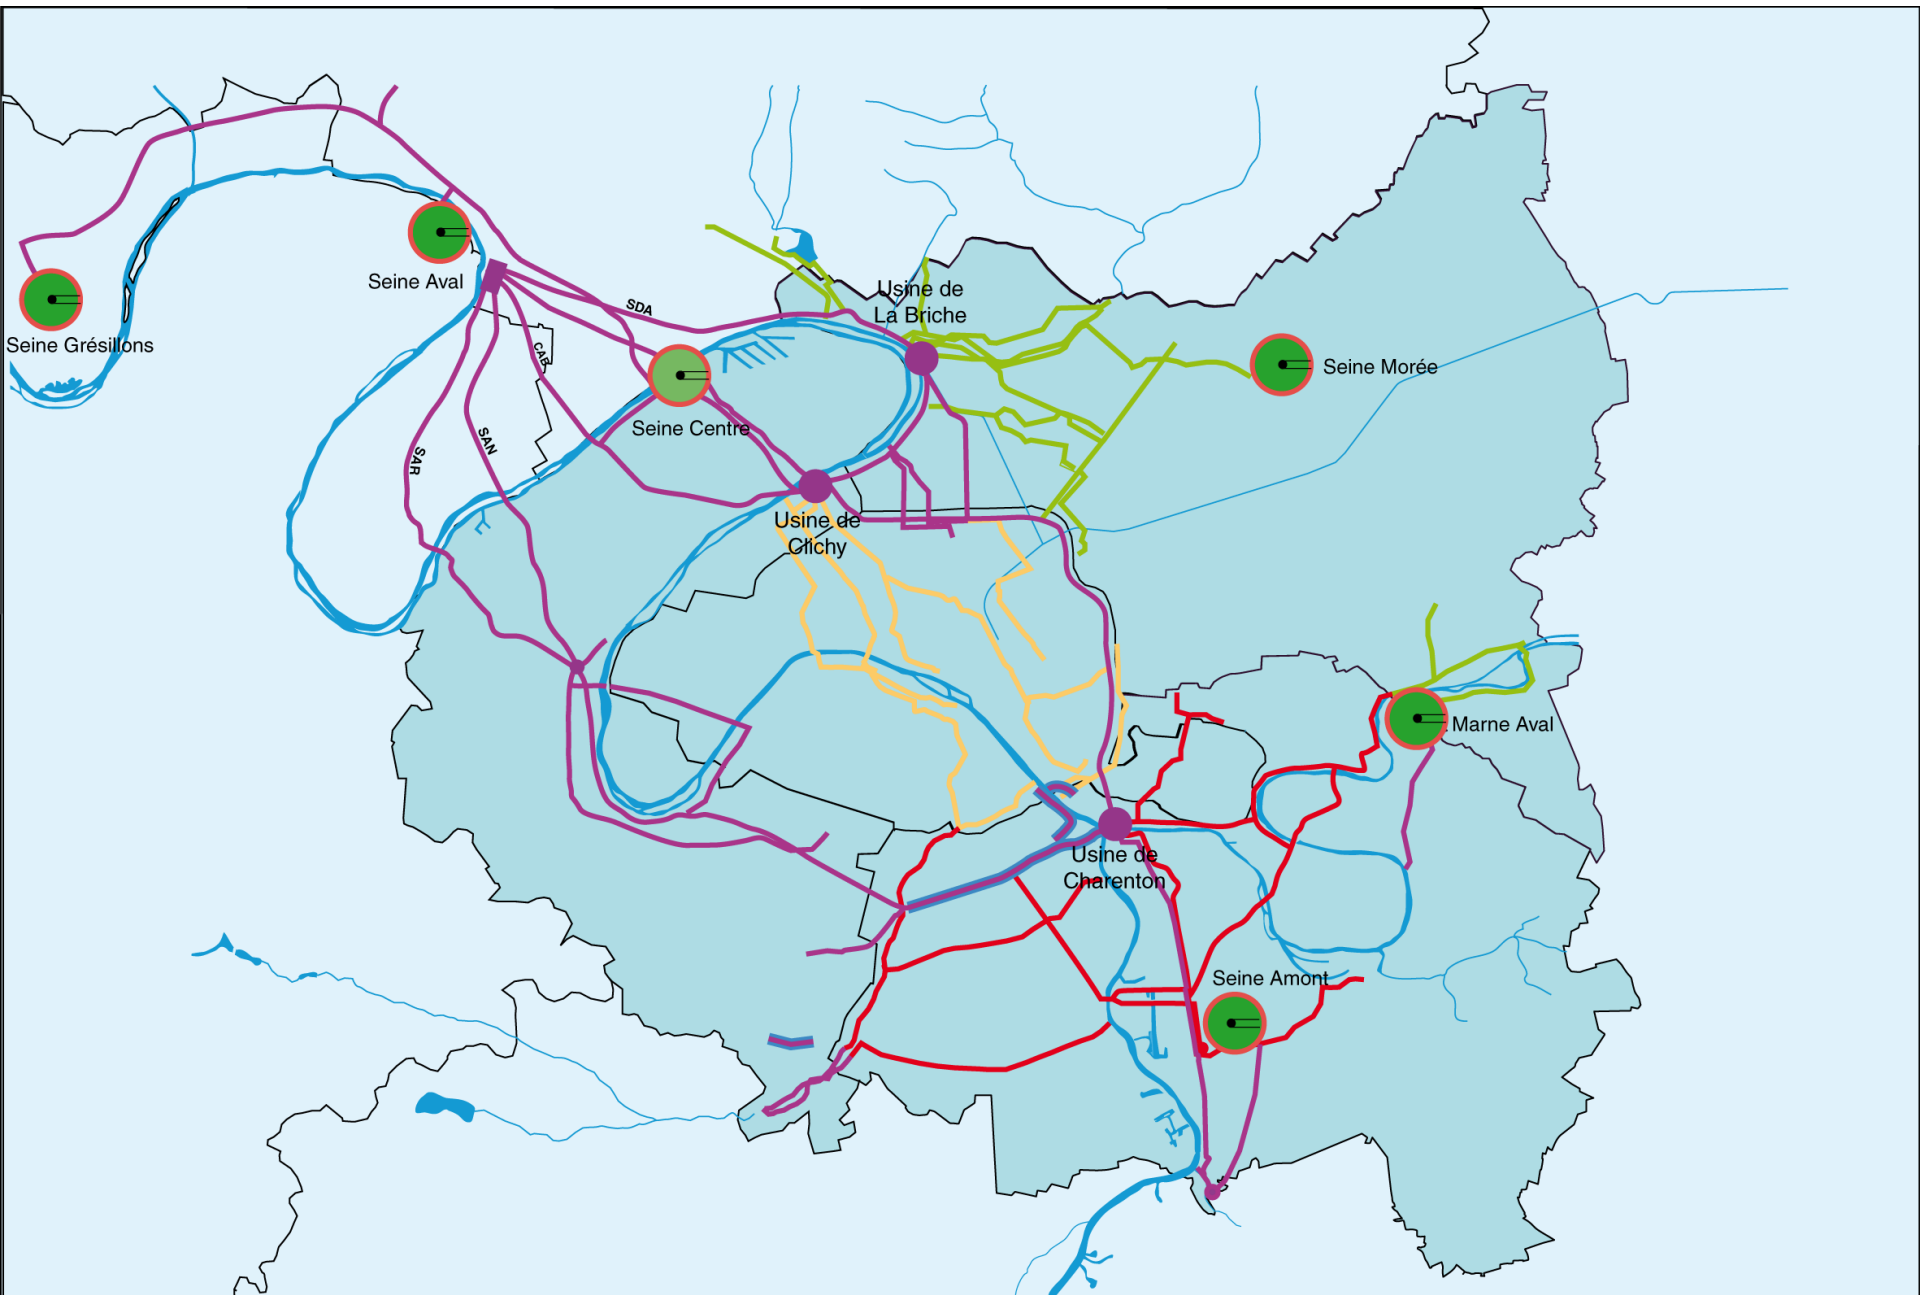 Usine de
La Briche
Seine Aval
SDA
Seine Grésillons
CAB
Seine Morée
Seine Centre
SAN
SAR
Usine de
Clichy
Marne Aval
Usine de
Charenton
Seine Amont